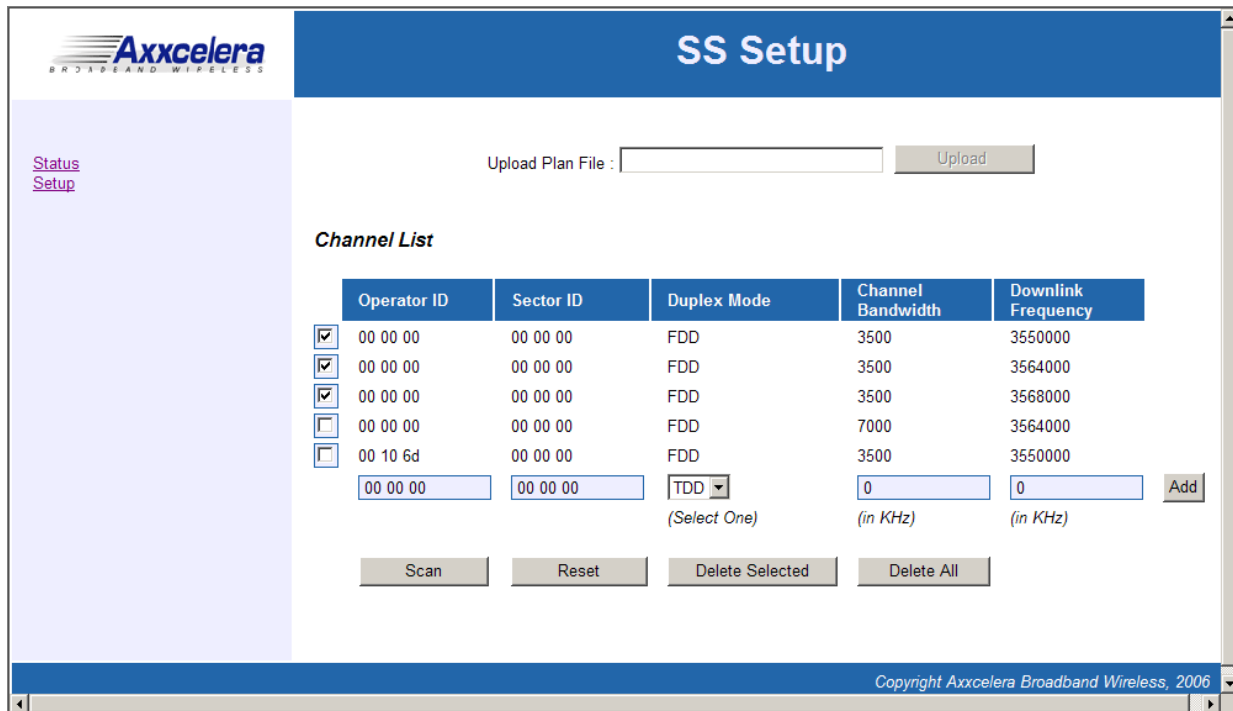 Axxcelera
BROADBAND WIRELESS
SS Setup
Status
Setup
Upload Plan File :
Upload
Channel List
Operator ID Sector ID Duplex Mode Channel Bandwidth Downlink Frequency
00 00 00 00 00 00 FDD 3500 3550000
00 00 00 00 00 00 FDD 3500 3564000
00 00 00 00 00 00 FDD 3500 3568000
00 00 00 00 00 00 FDD 7000 3564000
00 10 6d 00 00 00 FDD 3500 3550000
00 00 00 00 00 00 TDD 0 0 Add
(Select One) (in KHz) (in KHz)
Scan Reset Delete Selected Delete All
Copyright Axxcelera Broadband Wireless, 2006